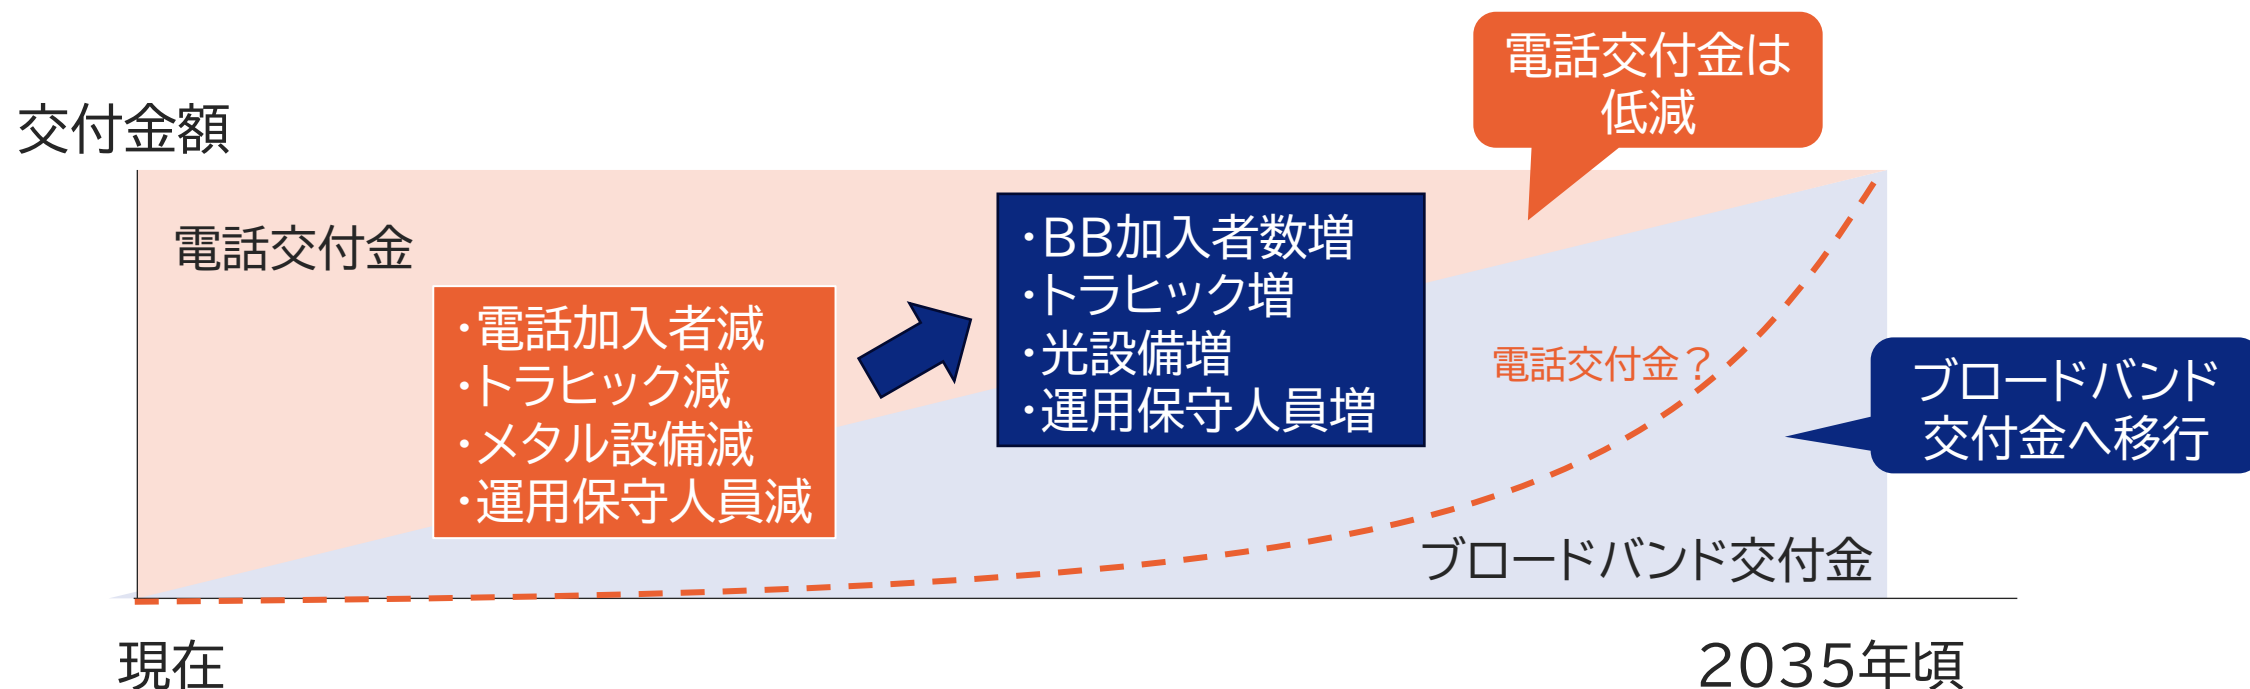 電話交付金は
低減
交付金額
電話交付金
・電話加入者減
・トラヒック減
・メタル設備減
・運用保守人員減
・BB加入者数増
・トラヒック増
・光設備増
・運用保守人員増
電話交付金？
ブロードバンド
交付金へ移行
ブロードバンド交付金
現在
2035年頃